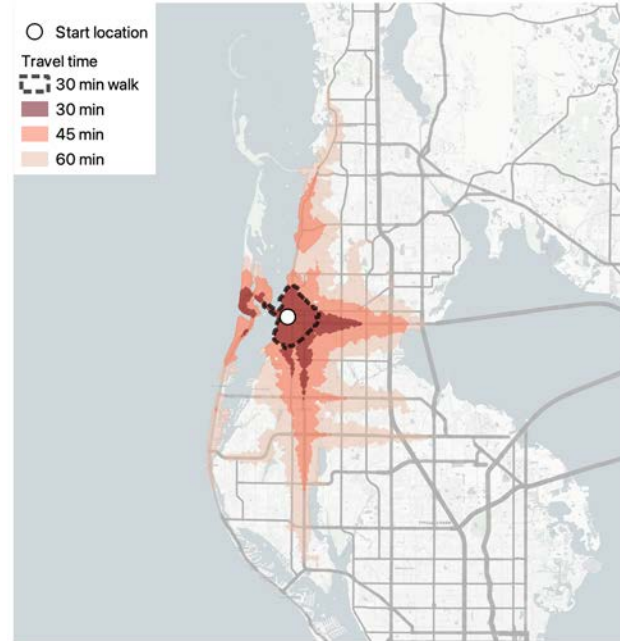 Start location
Travel time
30 min walk
30 min
45 min
60 min